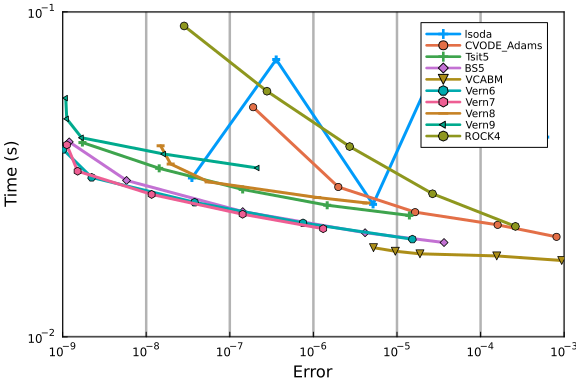 10⁻¹
10⁻²
Time (s)
lsoda
CVODE_Adams
Tsit5
BS5
VCABM
Vern6
Vern7
Vern8
Vern9
ROCK4
10⁻⁹ 10⁻⁸ 10⁻⁷ 10⁻⁶ 10⁻⁵ 10⁻⁴ 10⁻³
Error